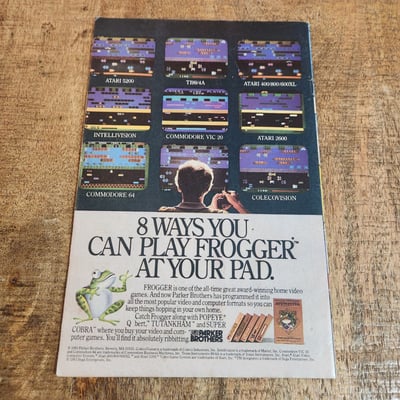 ATARI 5200
TI99/4A
ATARI 400/800/600XL
INTELLIVISION
COMMODORE VIC 20
ATARI 2600
COMMODORE 64
COLECOVISION
8 WAYS YOU
CAN PLAY FROGGER
AT YOUR PAD.
FROGGER is one of the all-time great award-winning home video
games. And now Parker Brothers has programmed it into
all the most popular video and computer formats so you can
keep things hopping in your own home.
Catch Frogger along with POPEYE,
Q*bert, TUTANKHAM and SUPER
COBRA where you buy your video and com-
puter games. You'll find it absolutely ribbitting.
PARKER
BROTHERS